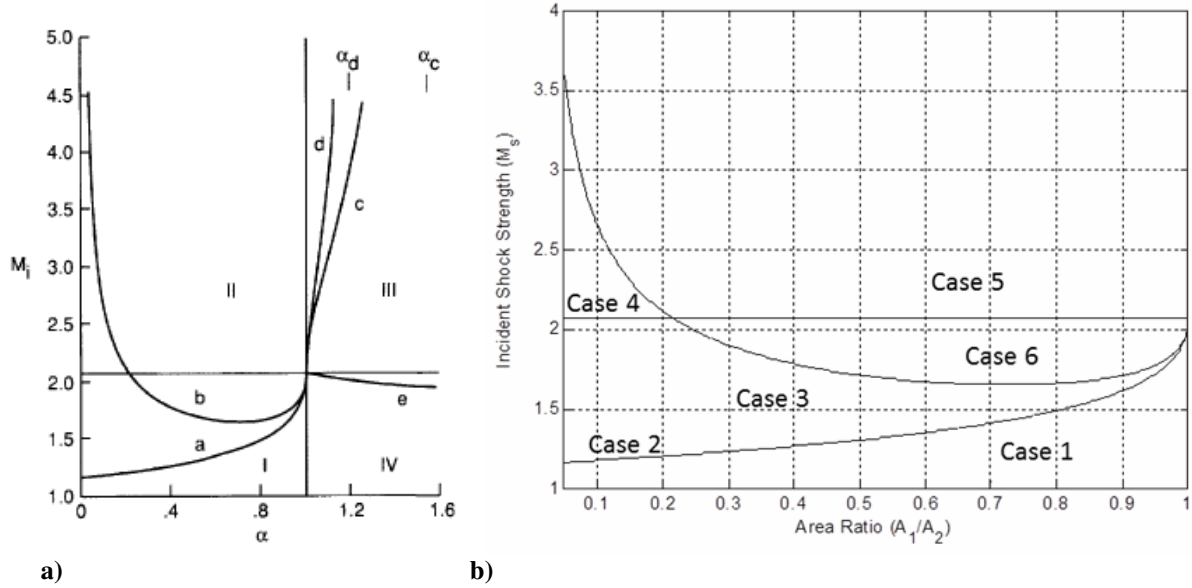 5.0
4.5
4.0
3.5
3.0
2.5
2.0
1.5
1.0
M_i
0
.4
.8
1.2
1.6
α
α_d
α_c
d
c
II
III
b
e
a
I
IV
a)
4
3.5
3
2.5
2
1.5
1
Incident Shock Strength (M_s)
0.1 0.2 0.3 0.4 0.5 0.6 0.7 0.8 0.9 1
Area Ratio (A_1/A_2)
Case 5
Case 4
Case 6
Case 3
Case 2
Case 1
b)